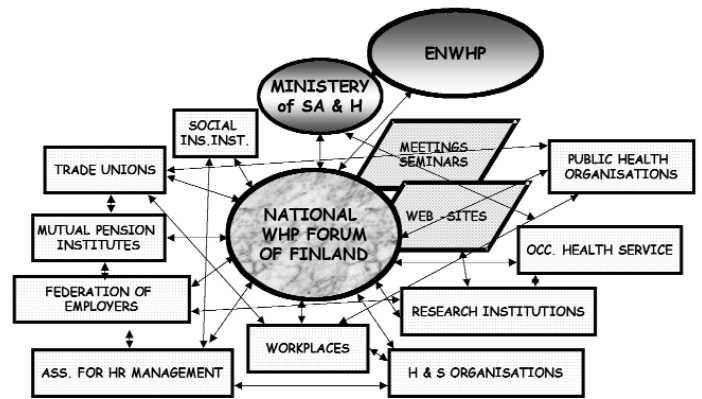 ENWHP
MINISTERY
of SA & H
SOCIAL
INS.INST.
MEETINGS
SEMINARS
TRADE UNIONS
PUBLIC HEALTH
ORGANISATIONS
NATIONAL
WHP FORUM
OF FINLAND
WEB -SITES
MUTUAL PENSION
INSTITUTES
OCC. HEALTH SERVICE
FEDERATION OF
EMPLOYERS
RESEARCH INSTITUTIONS
WORKPLACES
ASS. FOR HR MANAGEMENT
H & S ORGANISATIONS